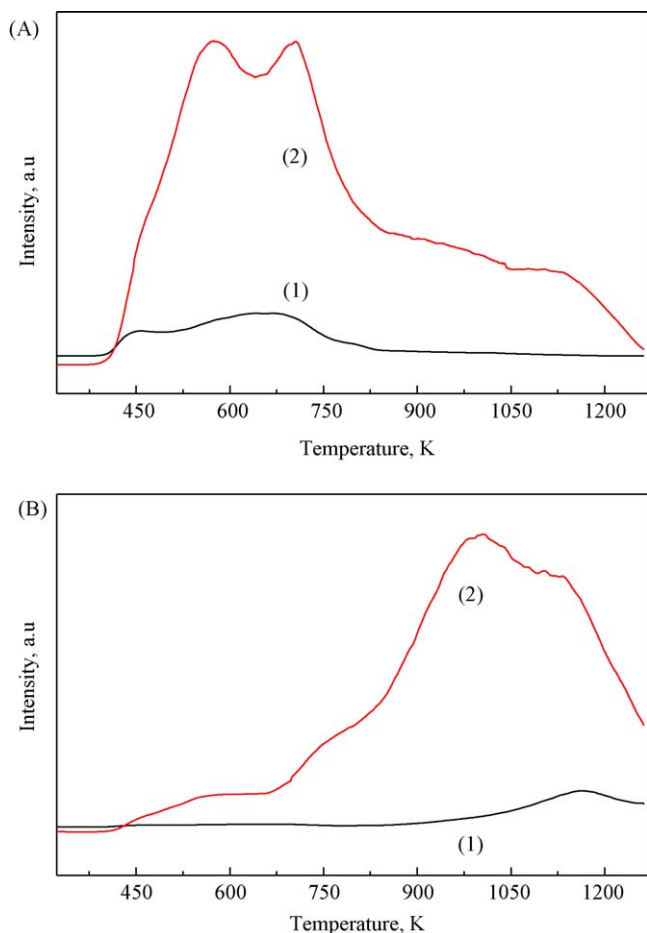 (A)
Intensity, a.u
(2)
(1)
450 600 750 900 1050 1200
Temperature, K
(B)
Intensity, a.u
(2)
(1)
450 600 750 900 1050 1200
Temperature, K